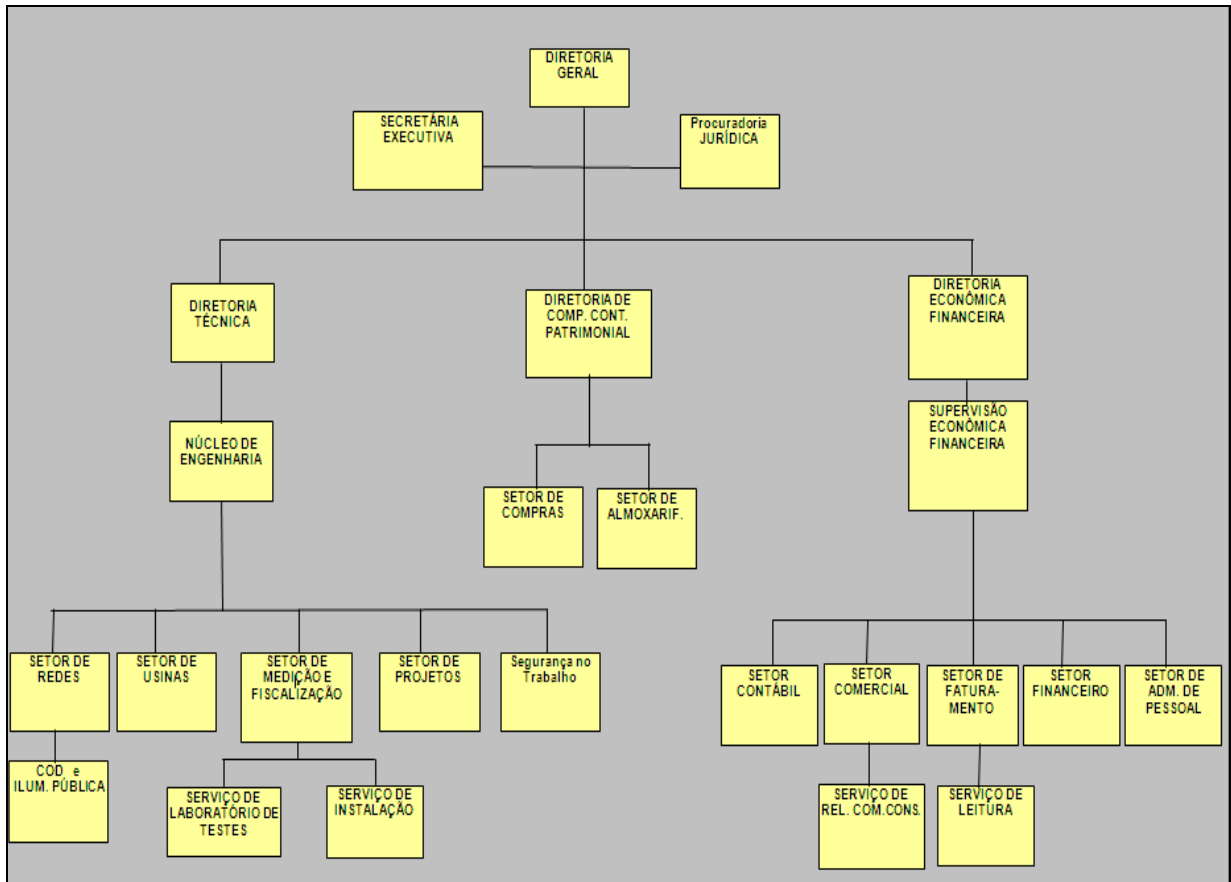 DIRETORIA
GERAL
SECRETÁRIA
EXECUTIVA
Procuradoria
JURÍDICA
DIRETORIA
TÉCNICA
DIRETORIA DE
COMP. CONT.
PATRIMONIAL
DIRETORIA
ECONÔMICA
FINANCEIRA
NÚCLEO DE
ENGENHARIA
SUPERVISÃO
ECONÔMICA
FINANCEIRA
SETOR DE
COMPRAS
SETOR DE
ALMOXARIF.
SETOR DE
REDES
SETOR DE
USINAS
SETOR DE
MEDIÇÃO E
FISCALIZAÇÃO
SETOR DE
PROJETOS
Segurança no
Trabalho
SETOR
CONTÁBIL
SETOR
COMERCIAL
SETOR DE
FATURA-
MENTO
SETOR
FINANCEIRO
SETOR DE
ADM. DE
PESSOAL
COD e
ILUM. PÚBLICA
SERVIÇO DE
LABORATÓRIO DE
TESTES
SERVIÇO DE
INSTALAÇÃO
SERVIÇO DE
REL. COM.CONS.
SERVIÇO DE
LEITURA